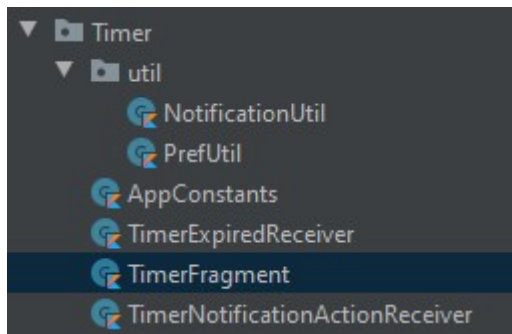 Timer
util
NotificationUtil
PrefUtil
AppConstants
TimerExpiredReceiver
TimerFragment
TimerNotificationActionReceiver